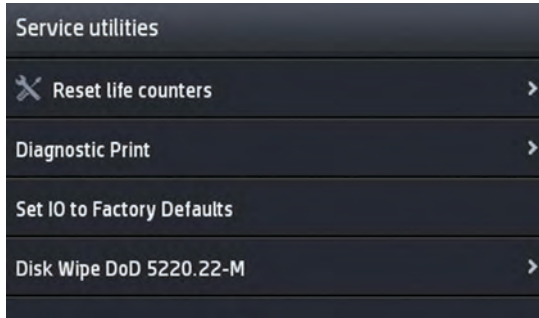 Service utilities
Reset life counters
Diagnostic Print
Set IO to Factory Defaults
Disk Wipe DoD 5220.22-M